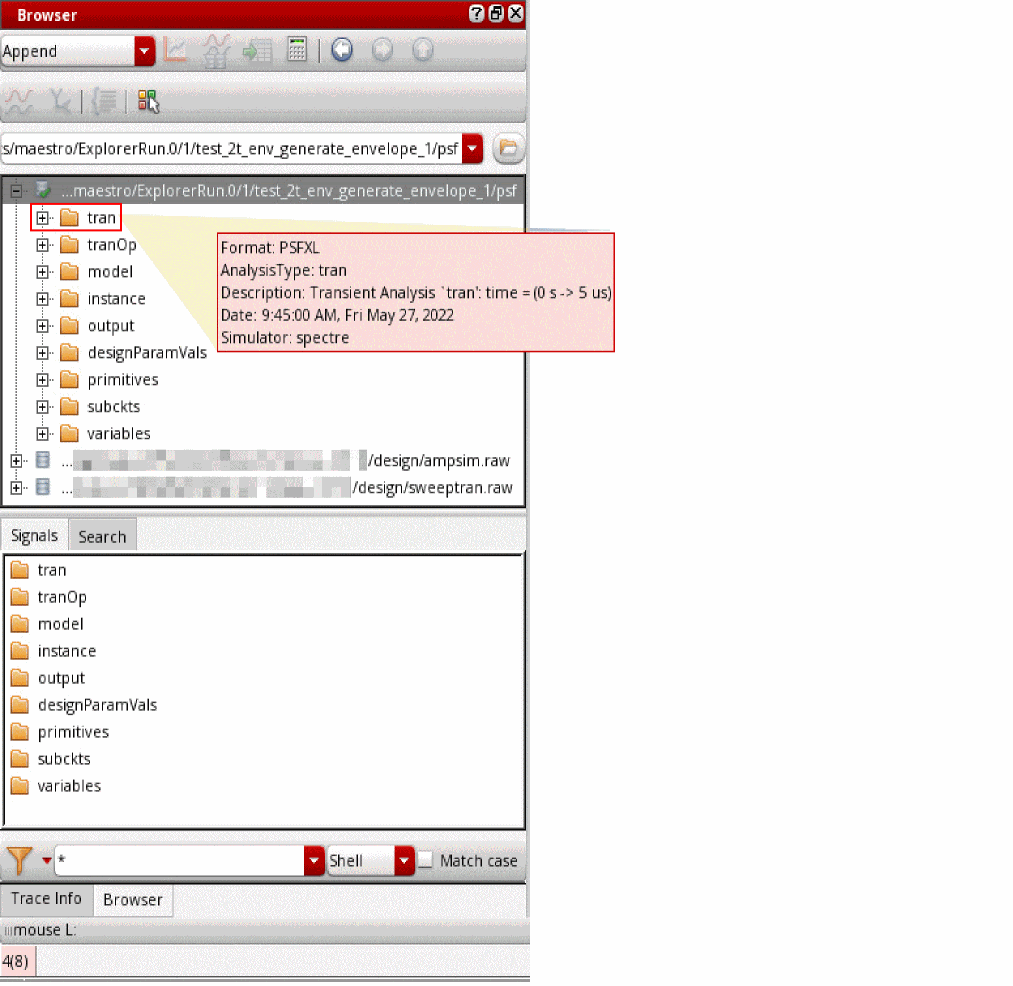 Browser
Append
s/maestro/ExplorerRun.0/1/test_2t_env_generate_envelope_1/psf
...maestro/ExplorerRun.0/1/test_2t_env_generate_envelope_1/psf
tran
tranOp
model
instance
output
designParamVals
primitives
subckts
variables
Format: PSFXL
AnalysisType: tran
Description: Transient Analysis `tran': time = (0 s -> 5 us)
Date: 9:45:00 AM, Fri May 27, 2022
Simulator: spectre
... /design/ampsim.raw
... /design/sweeptran.raw
Signals Search
tran
tranOp
model
instance
output
designParamVals
primitives
subckts
variables
* Shell Match case
Trace Info Browser
mouse L:
4(8)